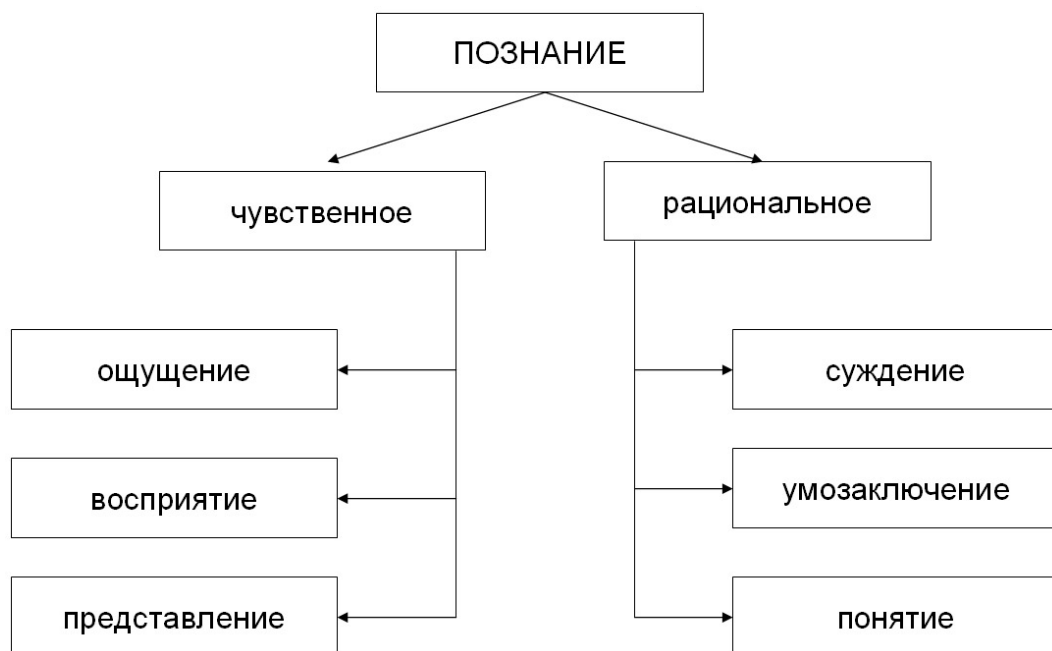 ПОЗНАНИЕ
чувственное
рациональное
ощущение
суждение
восприятие
умозаключение
представление
понятие